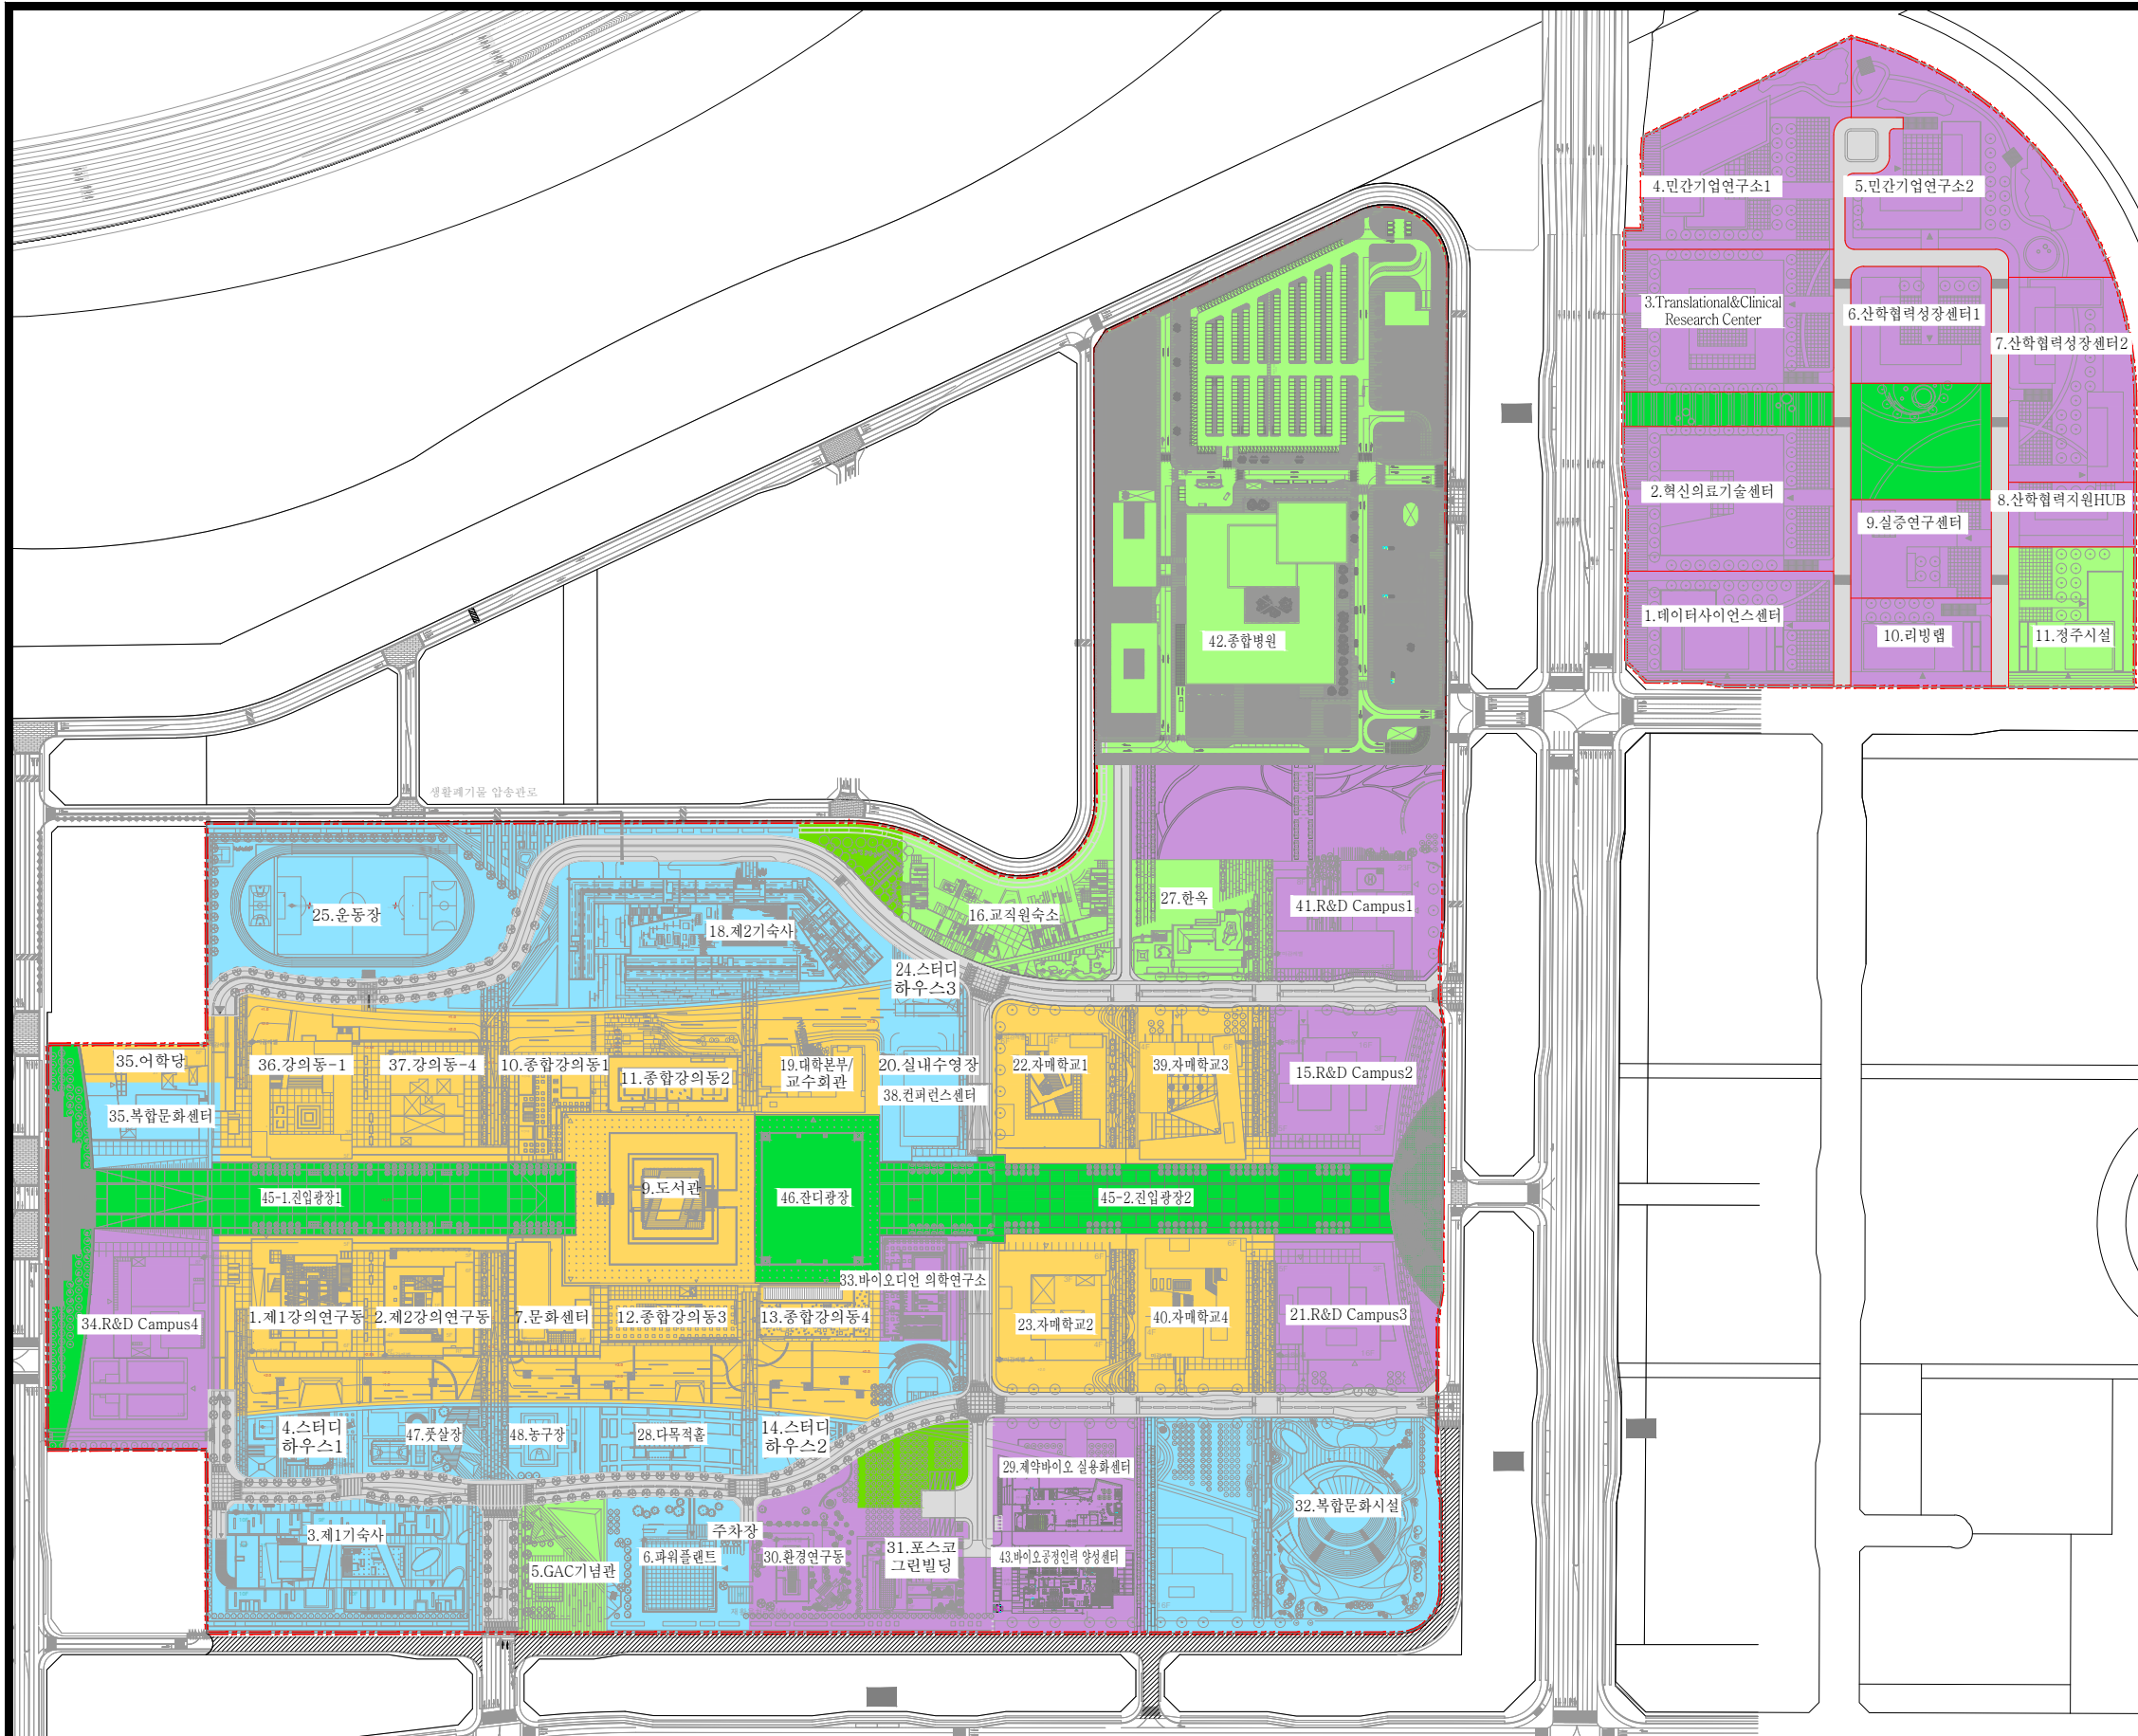 4.민간기업연구소1
5.민간기업연구소2
3.Translational&Clinical
Research Center
6.산학협력성장센터1
7.산학협력성장센터2
2.혁신의료기술센터
8.산학협력지원HUB
9.실증연구센터
1.데이터사이언스센터
10.리빙랩
11.정주시설
42.종합병원
생활폐기물 압송관로
25.운동장
18.제2기숙사
16.교직원숙소
27.한옥
41.R&D Campus1
24.스터디
하우스3
35.어학당
36.강의동-1
37.강의동-4
10.종합강의동1
11.종합강의동2
19.대학본부/
교수회관
20.실내수영장
38.컨퍼런스센터
22.자매학교1
39.자매학교3
15.R&D Campus2
35.복합문화센터
45-1.진입광장1
9.도서관
46.잔디광장
45-2.진입광장2
33.바이오디언 의학연구소
34.R&D Campus4
1.제1강의연구동
2.제2강의연구동
7.문화센터
12.종합강의동3
13.종합강의동4
23.자매학교2
40.자매학교4
21.R&D Campus3
4.스터디
하우스1
47.풋살장
48.농구장
28.다목적홀
14.스터디
하우스2
29.제약바이오 실용화센터
32.복합문화시설
3.제1기숙사
주차장
5.GAC기념관
6.파워플랜트
30.환경연구동
31.포스코
그린빌딩
43.바이오공정인력 양성센터